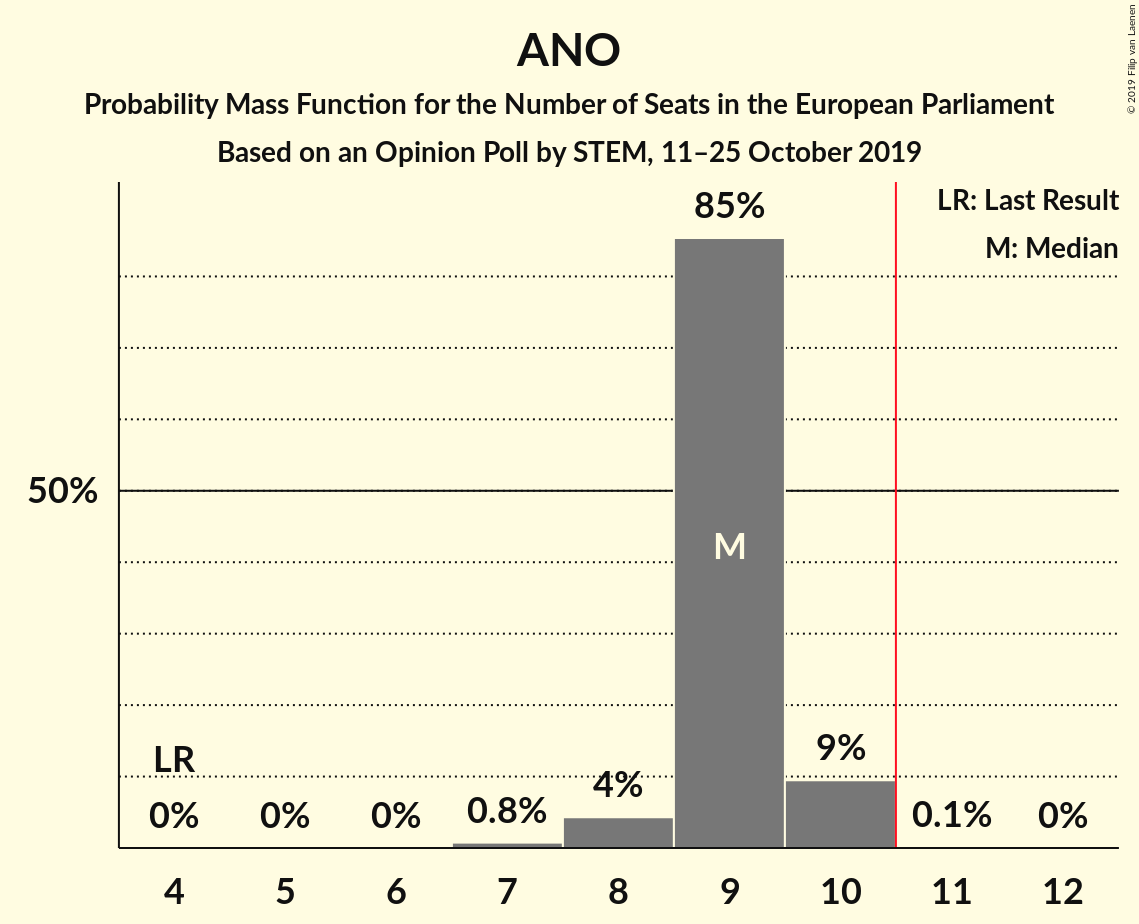 ANO
Probability Mass Function for the Number of Seats in the European Parliament
Based on an Opinion Poll by STEM, 11–25 October 2019
© 2019 Filip van Laenen
LR: Last Result
M: Median
85%
50%
M
9%
LR
4%
0%
0%
0%
0.8%
0.1%
0%
4
5
6
7
8
9
10
11
12